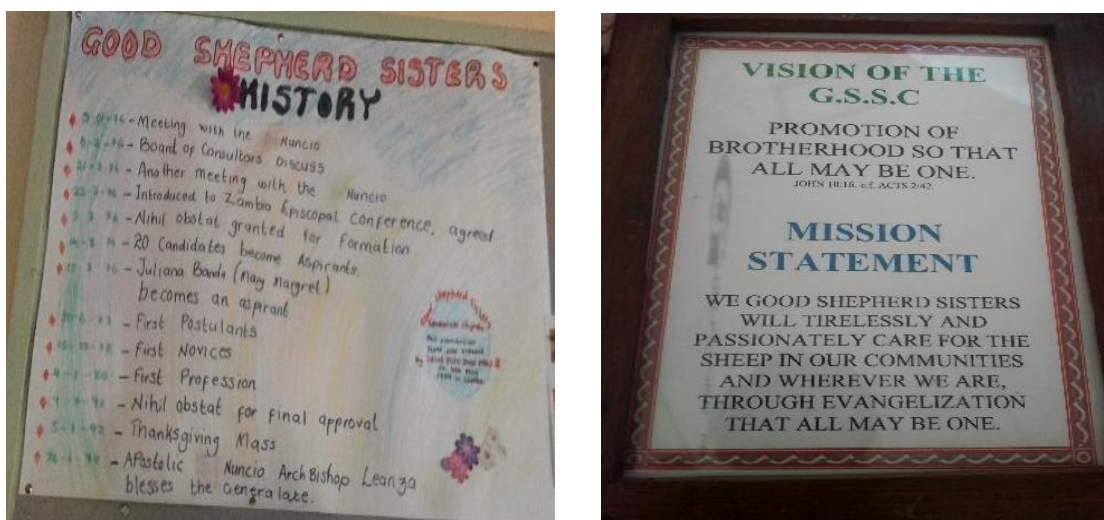 GOOD SHEPHERD SISTERS
HISTORY
- Meeting with the Nuncio
- Board of Consultors Discuss
- Another meeting with the Nuncio
- Introduced to Zambia Episcopal Conference, agreed
- Nihil obstat granted for Formation
- 20 Candidates become Aspirants.
- Juliana Banda (Mary Margret)
becomes an aspirant
- First Postulants
- First Novices
- First Profession
- Nihil obstat for final approval
- Thanksgiving Mass
- Apostolic Nuncio ArchBishop Leanza
blesses the Generalate.
VISION OF THE
G.S.S.C
PROMOTION OF
BROTHERHOOD SO THAT
ALL MAY BE ONE.
JOHN 10:16. c.f. ACTS 2/42.
MISSION
STATEMENT
WE GOOD SHEPHERD SISTERS
WILL TIRELESSLY AND
PASSIONATELY CARE FOR THE
SHEEP IN OUR COMMUNITIES
AND WHEREVER WE ARE,
THROUGH EVANGELIZATION
THAT ALL MAY BE ONE.